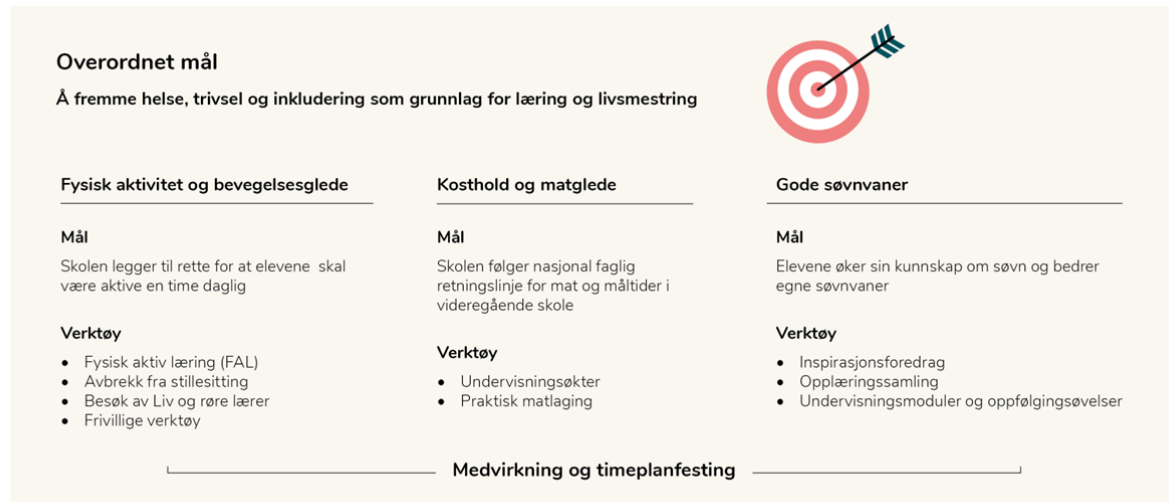 Overordnet mål
Å fremme helse, trivsel og inkludering som grunnlag for læring og livsmestring
Fysisk aktivitet og bevegelsesglede
Mål
Skolen legger til rette for at elevene skal
være aktive en time daglig
Verktøy
• Fysisk aktiv læring (FAL)
• Avbrekk fra stillesitting
• Besøk av Liv og røre lærer
• Frivillige verktøy
Kosthold og matglede
Mål
Skolen følger nasjonal faglig
retningslinje for mat og måltider i
videregående skole
Verktøy
• Undervisningsøkter
• Praktisk matlaging
Gode søvnvaner
Mål
Elevene øker sin kunnskap om søvn og bedrer
egne søvnvaner
Verktøy
• Inspirasjonsforedrag
• Opplæringssamling
• Undervisningsmoduler og oppfølgingsøvelser
Medvirkning og timeplanfesting